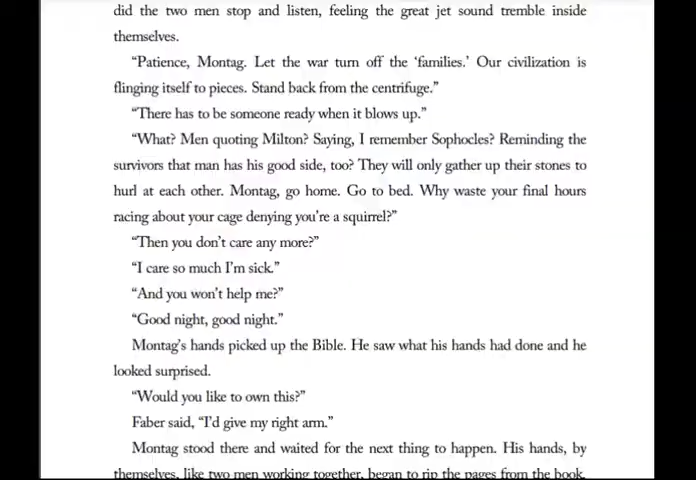 did the two men stop and listen, feeling the great jet sound tremble inside
themselves.
“Patience, Montag. Let the war turn off the ‘families.’ Our civilization is
flinging itself to pieces. Stand back from the centrifuge.”
“There has to be someone ready when it blows up.”
“What? Men quoting Milton? Saying, I remember Sophocles? Reminding the
survivors that man has his good side, too? They will only gather up their stones to
hurl at each other. Montag, go home. Go to bed. Why waste your final hours
racing about your cage denying you’re a squirrel?”
“Then you don’t care any more?”
“I care so much I’m sick.”
“And you won’t help me?”
“Good night, good night.”
Montag’s hands picked up the Bible. He saw what his hands had done and he
looked surprised.
“Would you like to own this?”
Faber said, “I’d give my right arm.”
Montag stood there and waited for the next thing to happen. His hands, by
themselves, like two men working together, began to rip the pages from the book.